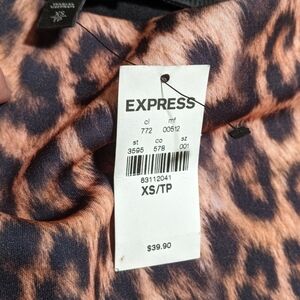 EXPRESS
cl mf
772 00512
st co sz
3595 578 001
83112041
XS/TP
$39.90